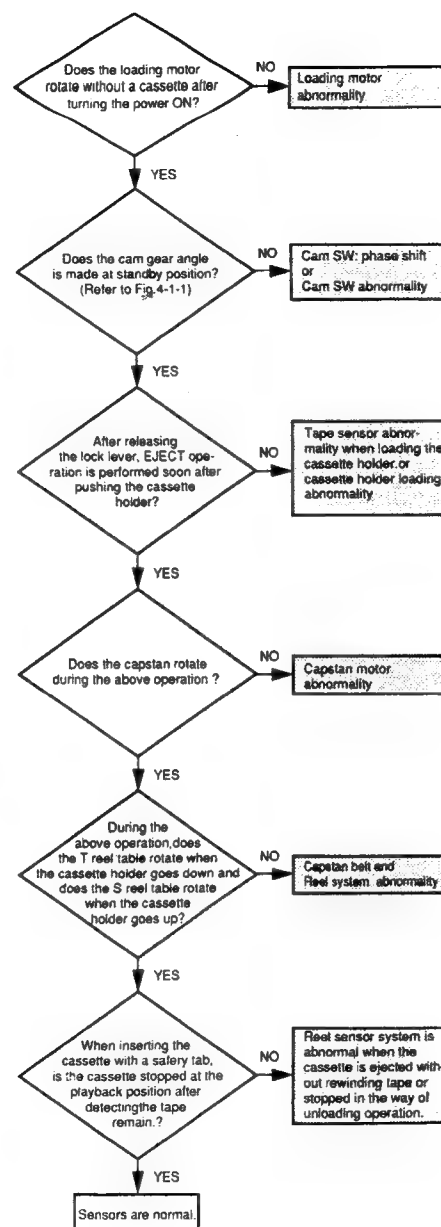 Does the loading motor
rotate without a cassette after
turning the power ON?
NO
Loading motor
abnormality
YES
Does the cam gear angle
is made at standby position?
(Refer to Fig.4-1-1)
NO
Cam SW: phase shift
or
Cam SW abnormality
YES
After releasing
the lock lever, EJECT ope-
ration is performed soon after
pushing the cassette
holder?
NO
Tape sensor abnor-
mality when loading the
cassette holder.or
cassette holder loading
abnormality
YES
Does the capstan rotate
during the above operation ?
NO
Capstan motor
abnormality
YES
During the
above operation,does
the T reel table rotate when
the cassette holder goes down and
does the S reel table rotate
when the cassette
holder goes up?
NO
Capstan belt and
Reel system abnormality
YES
When inserting the
cassette with a safery tab,
is the cassette stopped at the
playback position after
detectingthe tape
remain.?
NO
Reel sensor system is
abnormal when the
cassette is ejected with-
out rewinding tape or
stopped in the way of
unloading operation.
YES
Sensors are normal.